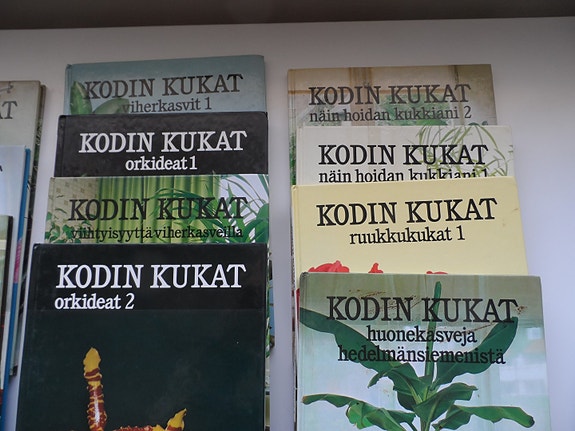 KODIN KUKAT
viherkasvit 1
KODIN KUKAT
orkideat 1
KODIN KUKAT
viihtyisyyttä viherkasveilla
KODIN KUKAT
orkideat 2
KODIN KUKAT
näin hoidan kukkiani 2
KODIN KUKAT
näin hoidan kukkiani 1
KODIN KUKAT
ruukkukukat 1
KODIN KUKAT
huonekasveja
hedelmänsiemenistä